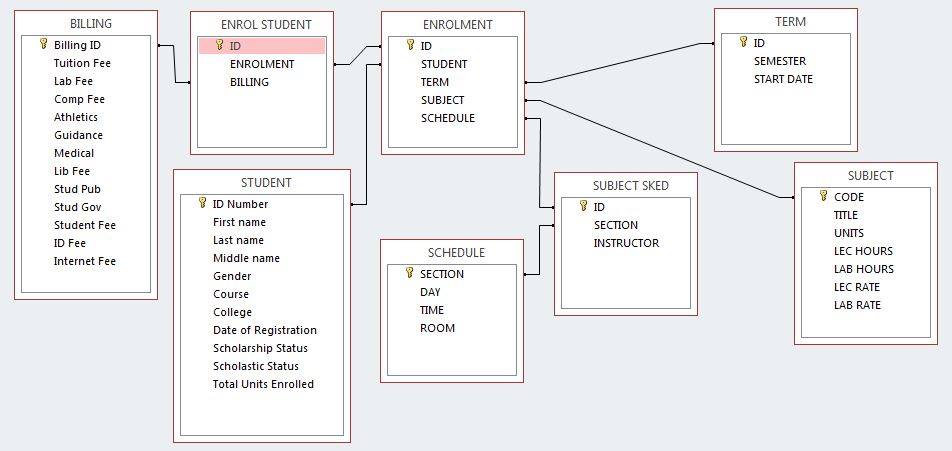 BILLING
Billing ID
Tuition Fee
Lab Fee
Comp Fee
Athletics
Guidance
Medical
Lib Fee
Stud Pub
Stud Gov
Student Fee
ID Fee
Internet Fee
ENROL STUDENT
ID
ENROLMENT
BILLING
ENROLMENT
ID
STUDENT
TERM
SUBJECT
SCHEDULE
TERM
ID
SEMESTER
START DATE
STUDENT
ID Number
First name
Last name
Middle name
Gender
Course
College
Date of Registration
Scholarship Status
Scholastic Status
Total Units Enrolled
SCHEDULE
SECTION
DAY
TIME
ROOM
SUBJECT SKED
ID
SECTION
INSTRUCTOR
SUBJECT
CODE
TITLE
UNITS
LEC HOURS
LAB HOURS
LEC RATE
LAB RATE